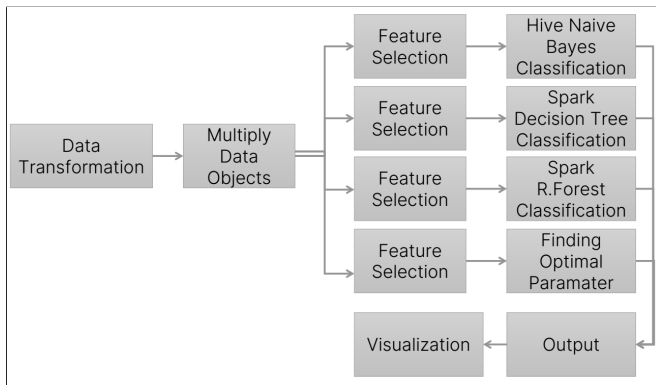 Feature
Selection
Hive Naive
Bayes
Classification
Feature
Selection
Spark
Decision Tree
Classification
Data
Transformation
Multiply
Data
Objects
Feature
Selection
Spark
R.Forest
Classification
Feature
Selection
Finding
Optimal
Paramater
Visualization
Output